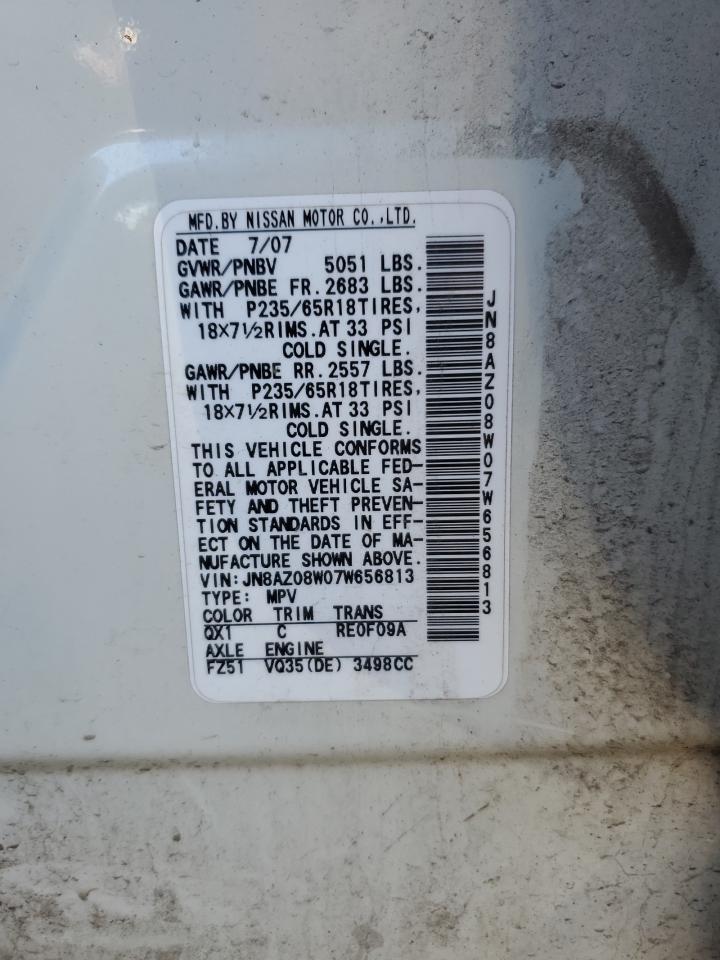 MFD.BY NISSAN MOTOR CO.,LTD.
DATE 7/07
GVWR/PNBV 5051 LBS.
GAWR/PNBE FR.2683 LBS.
WITH P235/65R18TIRES,
18×7½RIMS.AT 33 PSI
COLD SINGLE.
GAWR/PNBE RR.2557 LBS.
WITH P235/65R18TIRES,
18×7½RIMS.AT 33 PSI
COLD SINGLE.
THIS VEHICLE CONFORMS
TO ALL APPLICABLE FED-
ERAL MOTOR VEHICLE SA-
FETY AND THEFT PREVEN-
TION STANDARDS IN EFF-
ECT ON THE DATE OF MA-
NUFACTURE SHOWN ABOVE.
VIN:JN8AZ08W07W656813
TYPE: MPV
COLOR TRIM TRANS
QX1 C RE0F09A
AXLE ENGINE
FZ51 VQ35(DE) 3498CC
JN8AZ08W07W656813